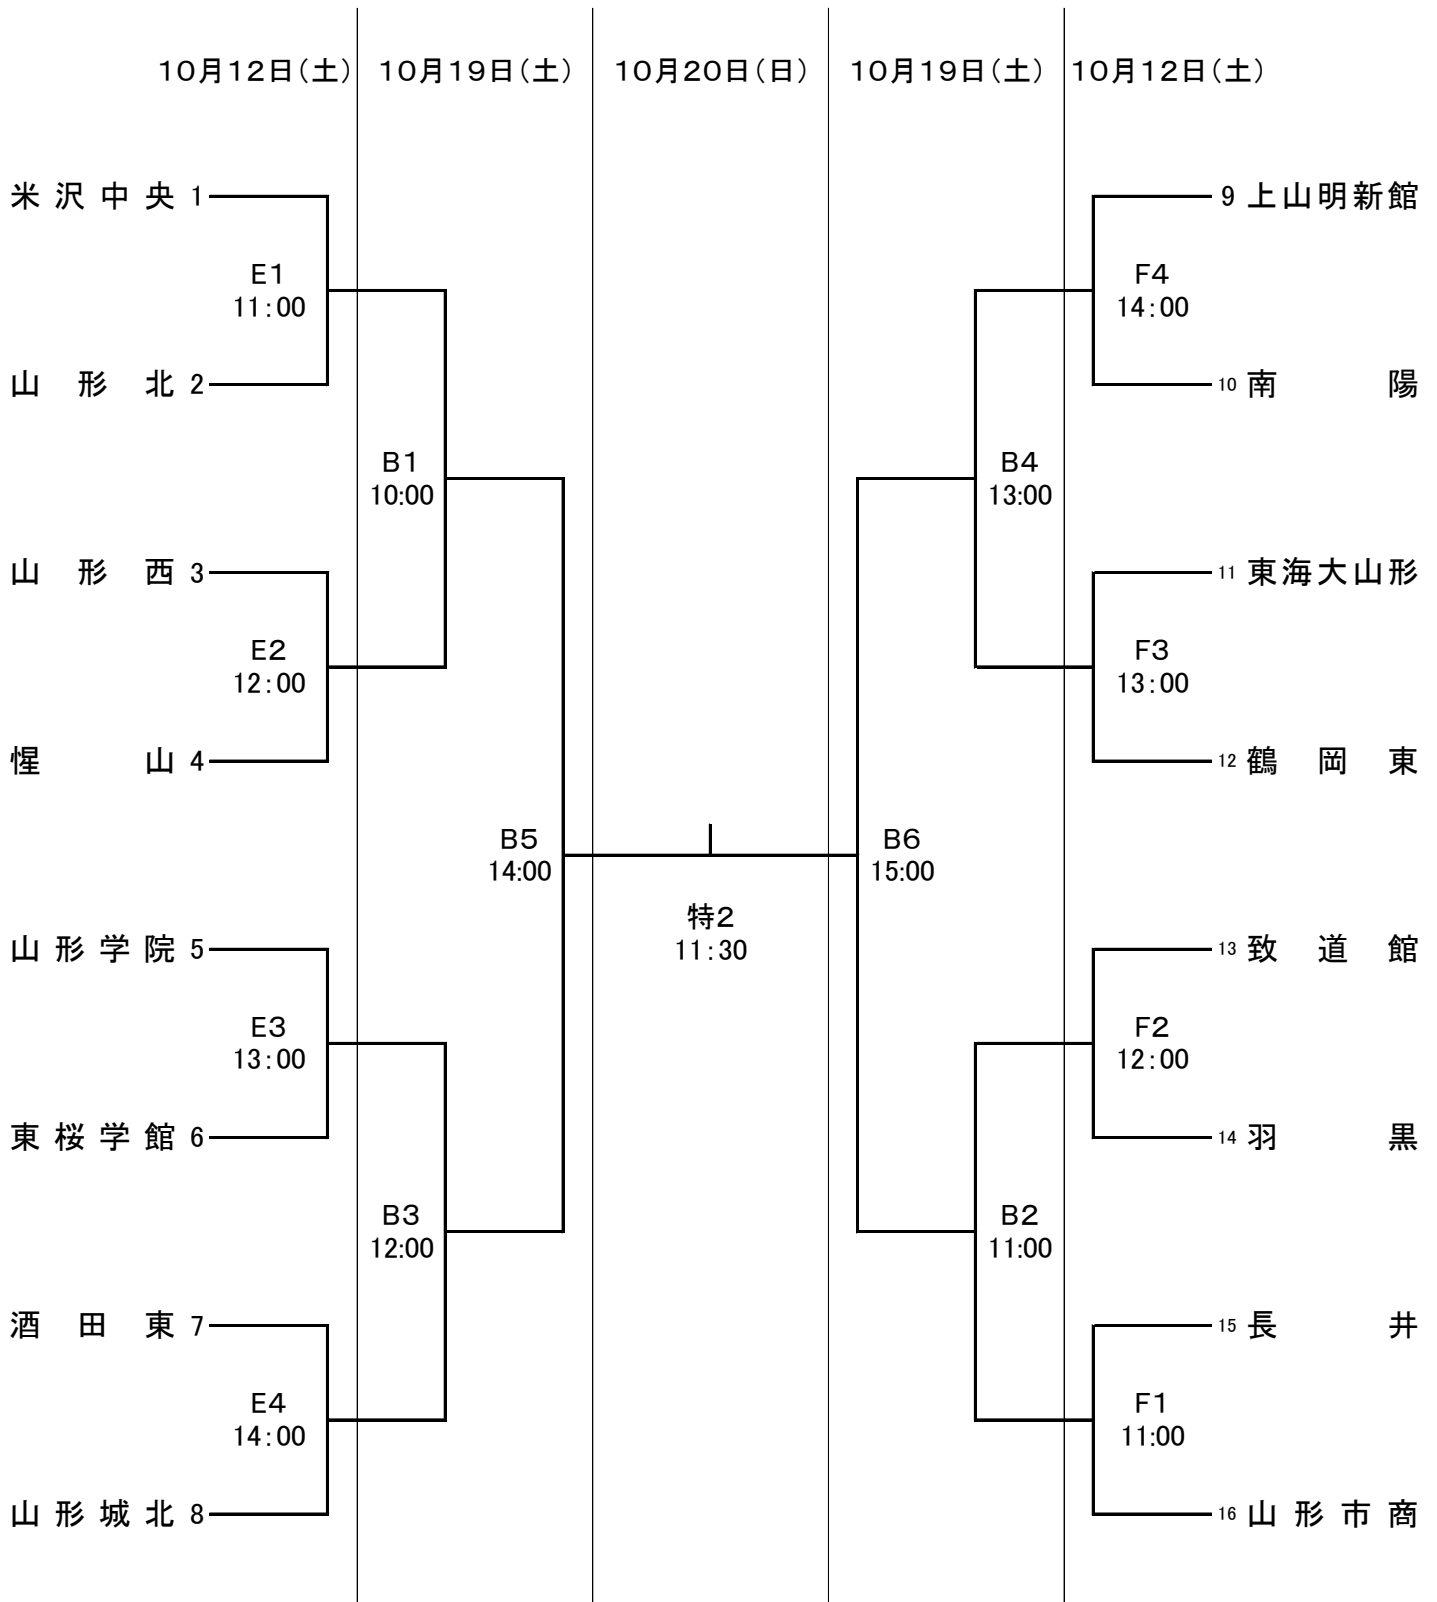 10月12日(土) 10月19日(土) 10月20日(日) 10月19日(土) 10月12日(土)
米沢中央 1 9 上山明新館
E1 F4
11:00 14:00
山形北 2 10 南陽
B1 B4
10:00 13:00
山形西 3 11 東海大山形
E2 F3
12:00 13:00
惺山 4 12 鶴岡東
B5 B6
14:00 15:00
特2
11:30
山形学院 5 13 致道館
E3 F2
13:00 12:00
東桜学館 6 14 羽黒
B3 B2
12:00 11:00
酒田東 7 15 長井
E4 F1
14:00 11:00
山形城北 8 16 山形市商